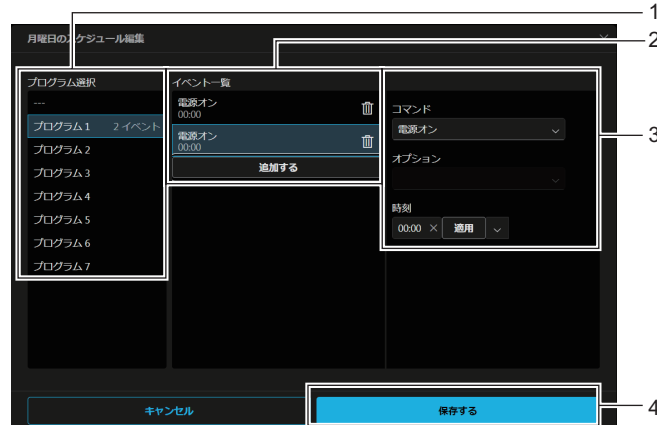 1
月曜日のスケジュール編集
2
プログラム選択
---
プログラム 1 2 イベント
プログラム 2
プログラム 3
プログラム 4
プログラム 5
プログラム 6
プログラム 7
イベント一覧
電源オン
00:00
電源オン
00:00
追加する
コマンド
電源オン
オプション
時刻
00:00 × 適用
3
キャンセル
保存する
4